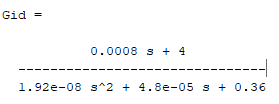 Gid =
0.0008 s + 4
---------------------------------
1.92e-08 s^2 + 4.8e-05 s + 0.36